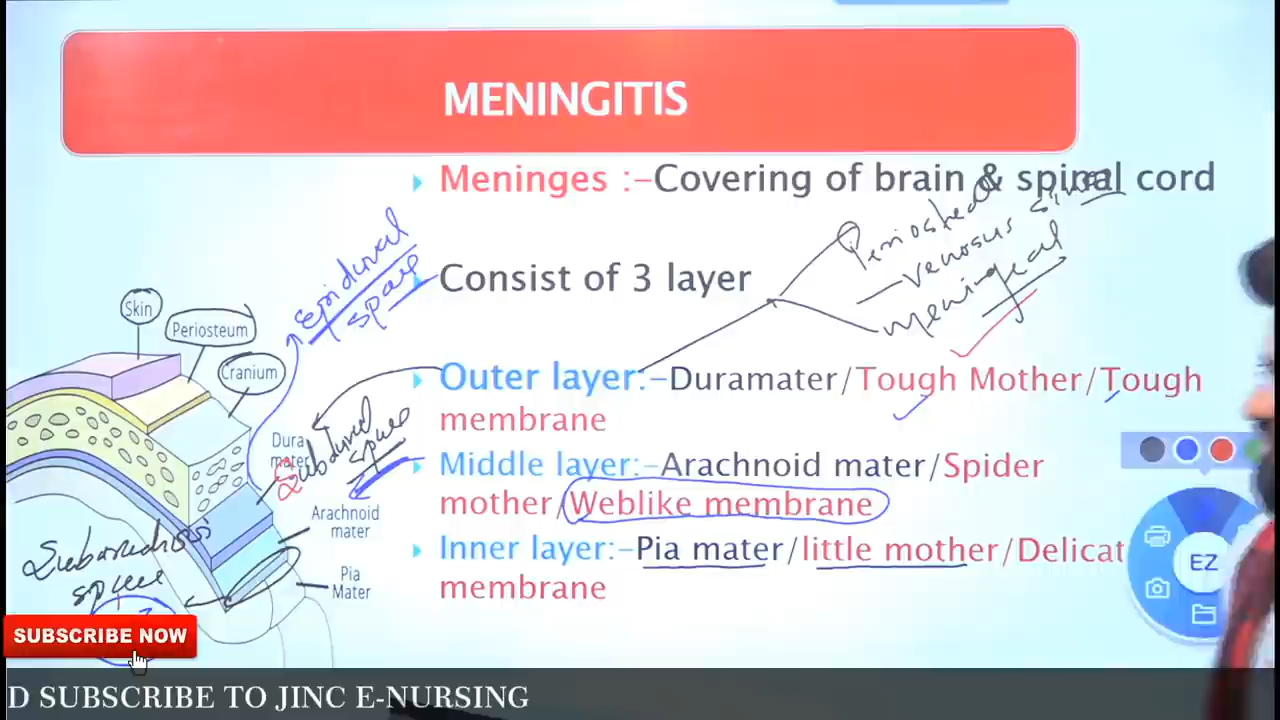 MENINGITIS
Meninges :-Covering of brain & spinal cord
Consist of 3 layer
Periosteal
venosus sinus
meningeal
Outer layer:-Duramater/Tough Mother/Tough
membrane
Middle layer:-Arachnoid mater/Spider
mother/Weblike membrane
Inner layer:-Pia mater/little mother/Delicat
membrane
Epidural
space
Skin
Periosteum
Cranium
Dura
mater
Subdural
space
Arachnoid
mater
Pia
Mater
space
EZ
SUBSCRIBE NOW
D SUBSCRIBE TO JINC E-NURSING